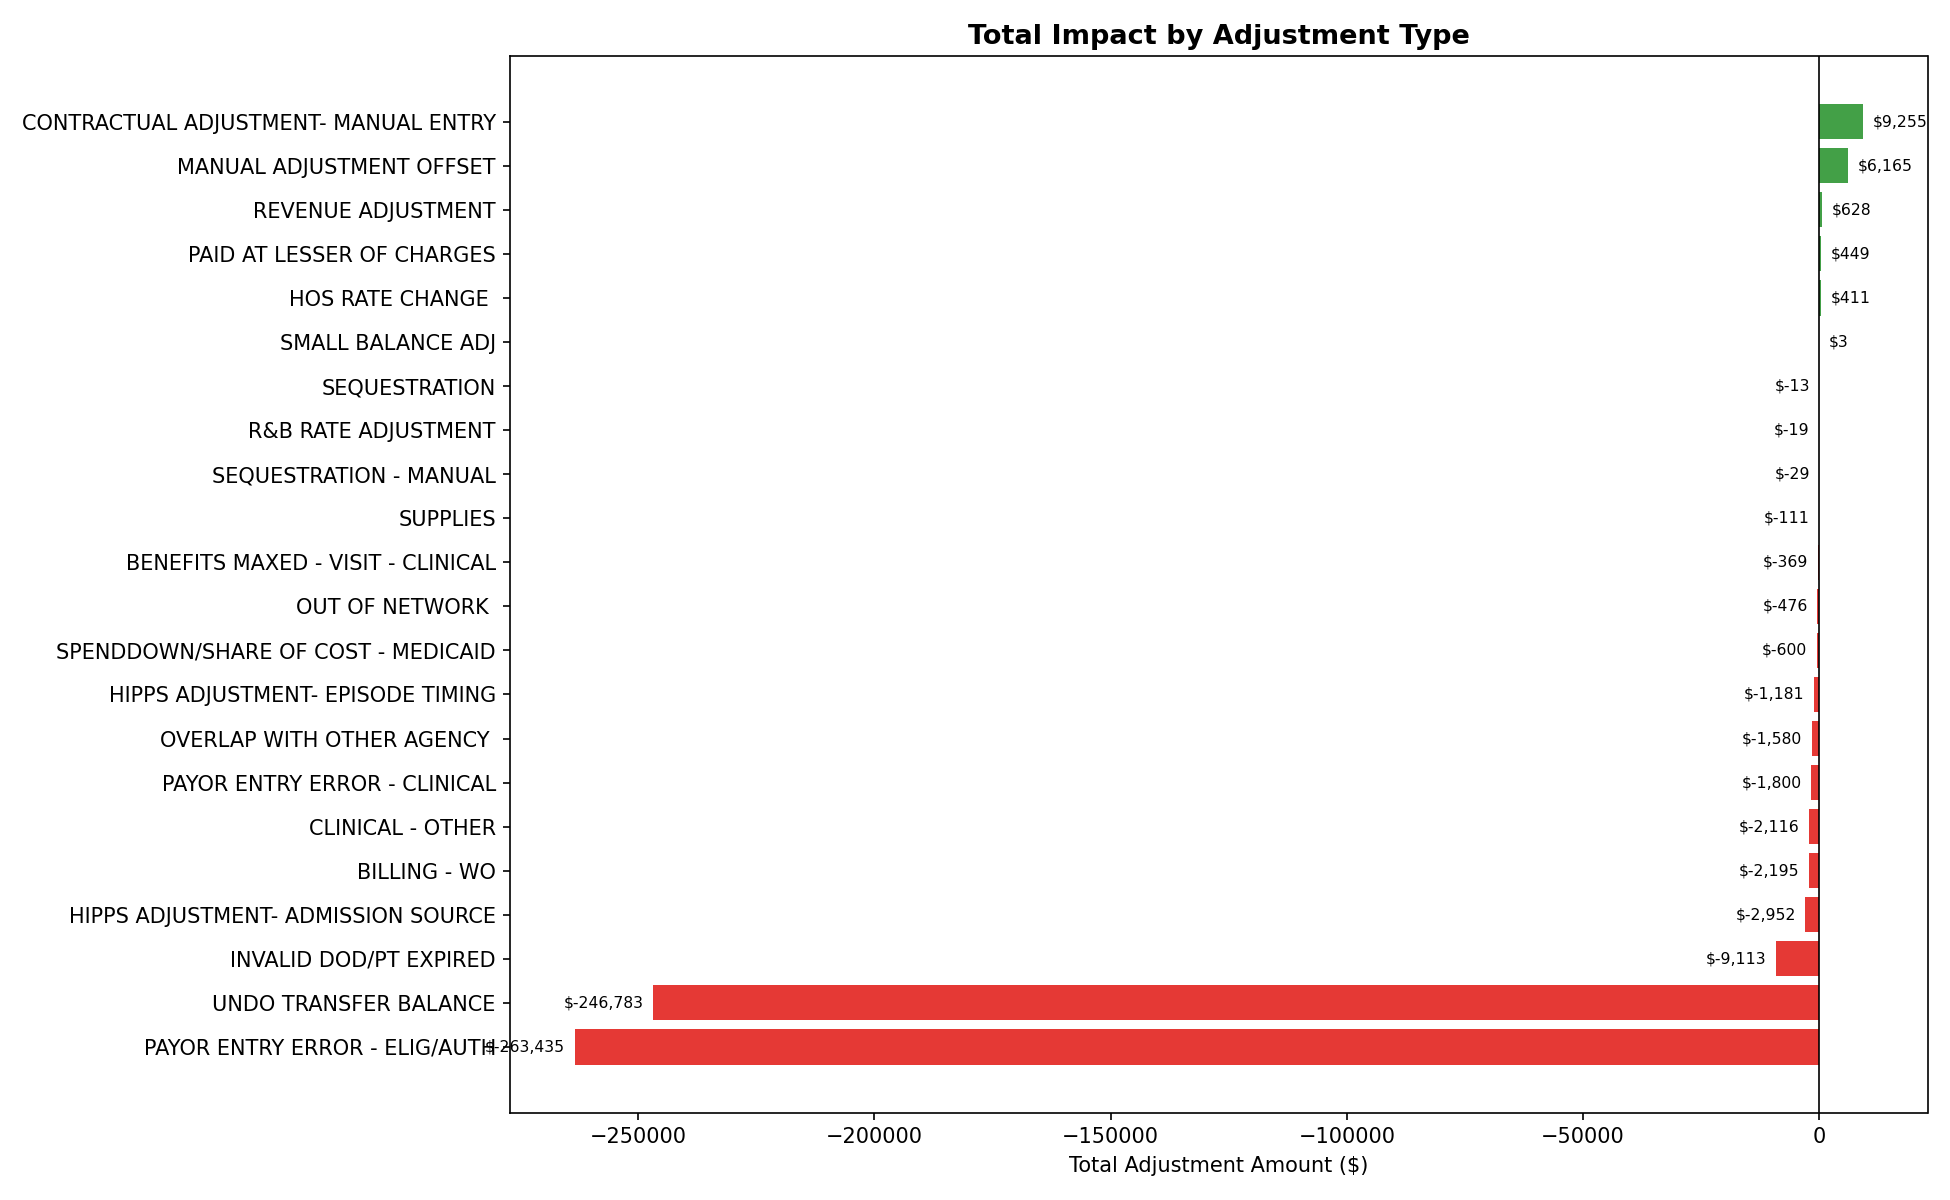 Total Impact by Adjustment Type
CONTRACTUAL ADJUSTMENT- MANUAL ENTRY $9,255
MANUAL ADJUSTMENT OFFSET $6,165
REVENUE ADJUSTMENT $628
PAID AT LESSER OF CHARGES $449
HOS RATE CHANGE $411
SMALL BALANCE ADJ $3
SEQUESTRATION $-13
R&B RATE ADJUSTMENT $-19
SEQUESTRATION - MANUAL $-29
SUPPLIES $-111
BENEFITS MAXED - VISIT - CLINICAL $-369
OUT OF NETWORK $-476
SPENDDOWN/SHARE OF COST - MEDICAID $-600
HIPPS ADJUSTMENT- EPISODE TIMING $-1,181
OVERLAP WITH OTHER AGENCY $-1,580
PAYOR ENTRY ERROR - CLINICAL $-1,800
CLINICAL - OTHER $-2,116
BILLING - WO $-2,195
HIPPS ADJUSTMENT- ADMISSION SOURCE $-2,952
INVALID DOD/PT EXPIRED $-9,113
UNDO TRANSFER BALANCE $-246,783
PAYOR ENTRY ERROR - ELIG/AUTH $-263,435
−250000 −200000 −150000 −100000 −50000 0
Total Adjustment Amount ($)